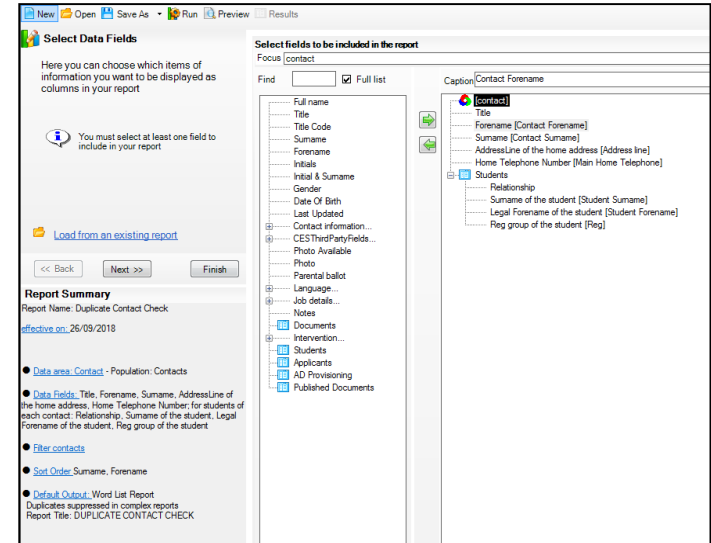 New Open Save As Run Preview Results
Select Data Fields
Here you can choose which items of
information you want to be displayed as
columns in your report
You must select at least one field to
include in your report
Load from an existing report
<< Back Next >> Finish
Report Summary
Report Name: Duplicate Contact Check
effective on: 26/09/2018
Data area: Contact - Population: Contacts
Data Fields: Title, Forename, Surname, AddressLine of
the home address, Home Telephone Number; for students of
each contact: Relationship, Surname of the student, Legal
Forename of the student, Reg group of the student
Filter contacts
Sort Order Surname, Forename
Default Output: Word List Report
Duplicates suppressed in complex reports
Report Title: DUPLICATE CONTACT CHECK
Select fields to be included in the report
Focus contact
Find Full list
Full name
Title
Title Code
Surname
Forename
Initials
Initial & Surname
Gender
Date Of Birth
Last Updated
Contact information...
CESThirdPartyFields...
Photo Available
Photo
Parental ballot
Language...
Job details...
Notes
Documents
Intervention...
Students
Applicants
AD Provisioning
Published Documents
Caption Contact Forename
[contact]
Title
Forename [Contact Forename]
Surname [Contact Surname]
AddressLine of the home address [Address line]
Home Telephone Number [Main Home Telephone]
Students
Relationship
Surname of the student [Student Surname]
Legal Forename of the student [Student Forename]
Reg group of the student [Reg]